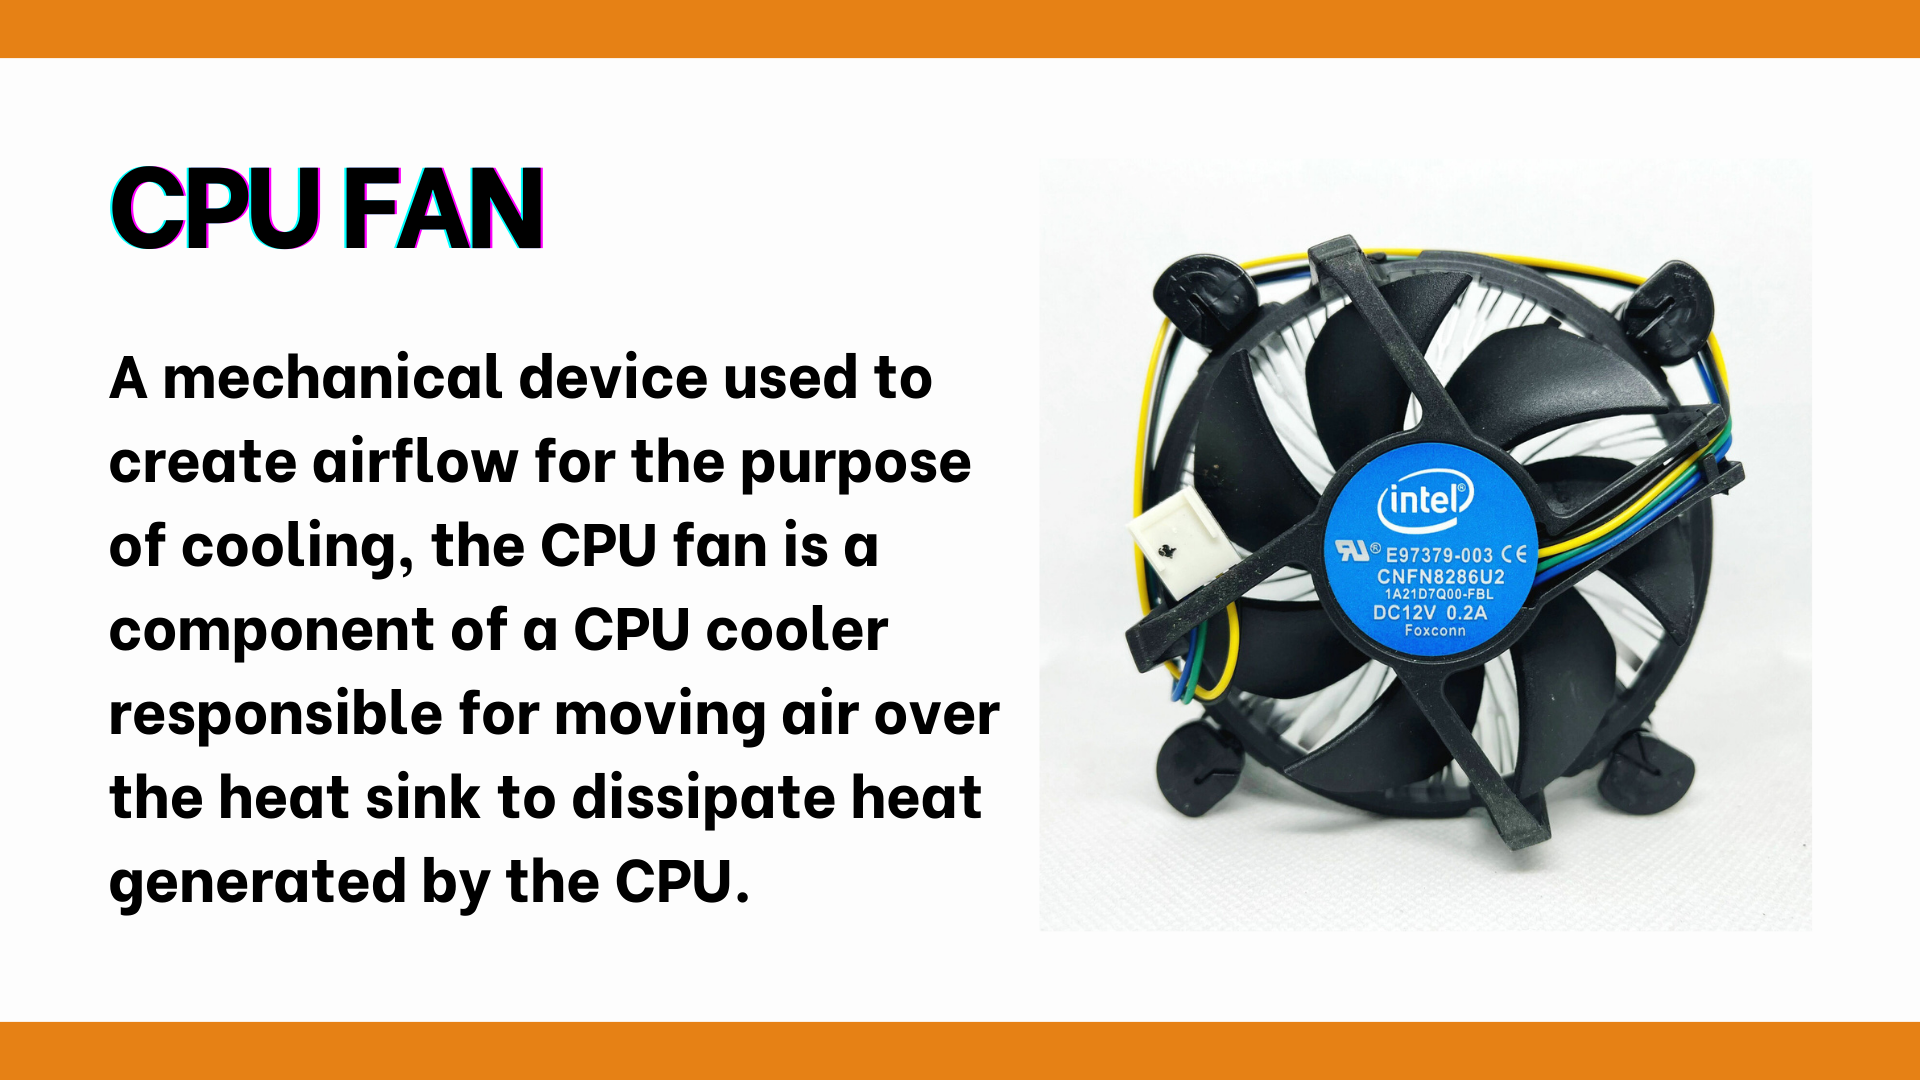 CPU FAN
A mechanical device used to
create airflow for the purpose
of cooling, the CPU fan is a
component of a CPU cooler
responsible for moving air over
the heat sink to dissipate heat
generated by the CPU.
intel®
RU® E97379-003 CE
CNFN8286U2
1A21D7Q00-FBL
DC12V 0.2A
Foxconn